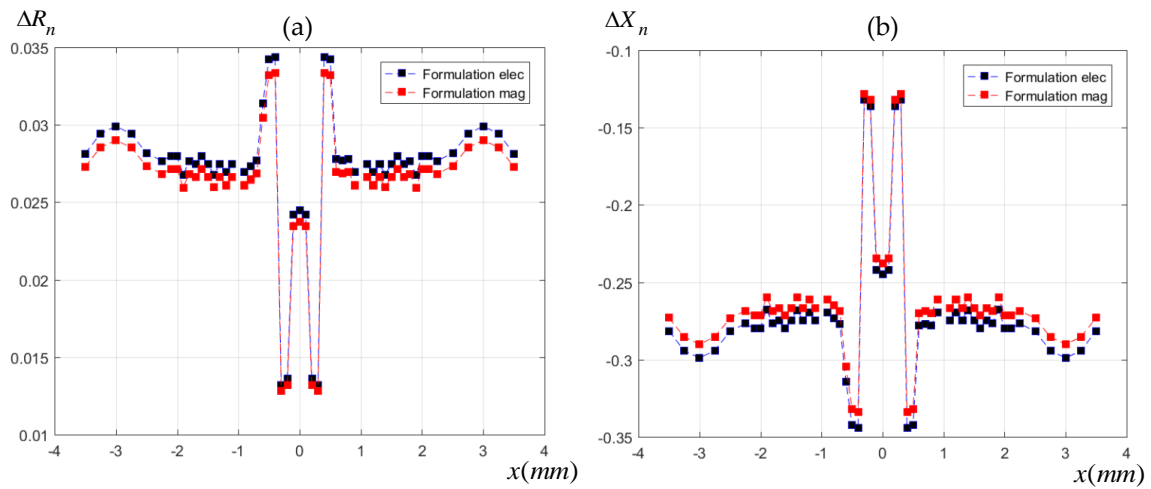 ΔR_n (a)
0.035
0.03
0.025
0.02
0.015
0.01
Formulation elec
Formulation mag
-4 -3 -2 -1 0 1 2 3 4
x(mm)
ΔX_n (b)
-0.1
-0.15
-0.2
-0.25
-0.3
-0.35
Formulation elec
Formulation mag
-4 -3 -2 -1 0 1 2 3 4
x(mm)